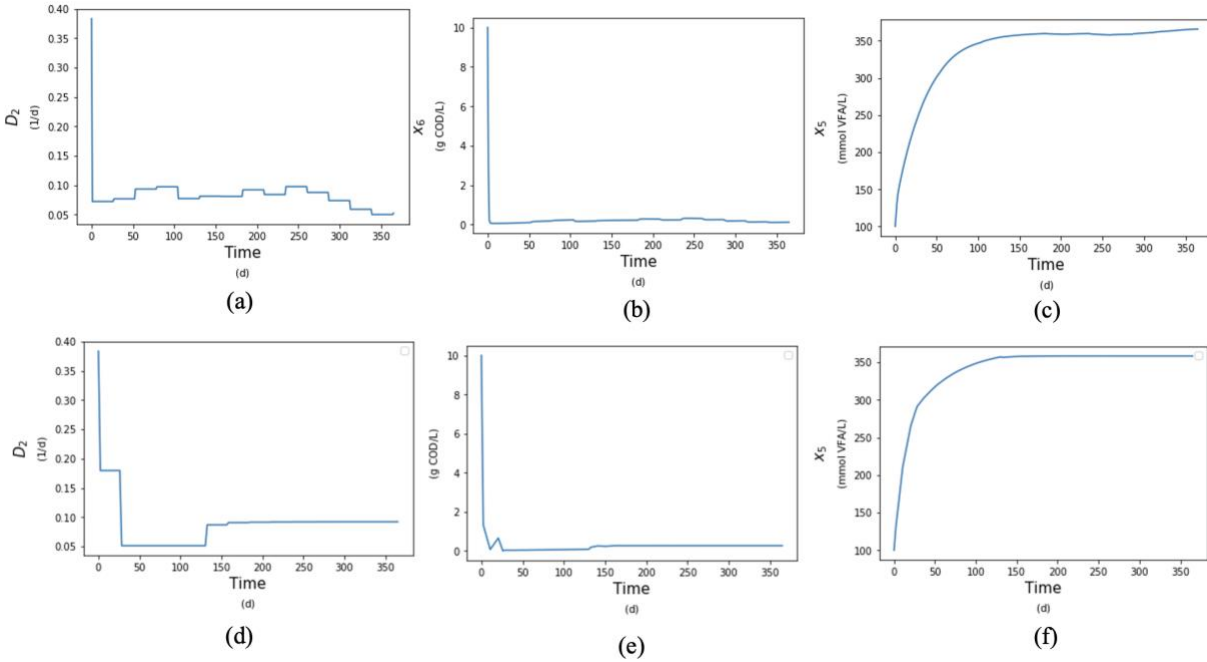 0.40
0.35
0.30
0.25
0.20
0.15
0.10
0.05
D2
(1/d)
0 50 100 150 200 250 300 350
Time
(d)
(a)
10
8
6
4
2
0
x6
(g COD/L)
0 50 100 150 200 250 300 350
Time
(d)
(b)
350
300
250
200
150
100
x5
(mmol VFA/L)
0 50 100 150 200 250 300 350
Time
(d)
(c)
0.40
0.35
0.30
0.25
0.20
0.15
0.10
0.05
D2
(1/d)
0 50 100 150 200 250 300 350
Time
(d)
(d)
10
8
6
4
2
0
(g COD/L)
0 50 100 150 200 250 300 350
Time
(d)
(e)
350
300
250
200
150
100
x5
(mmol VFA/L)
0 50 100 150 200 250 300 350
Time
(d)
(f)